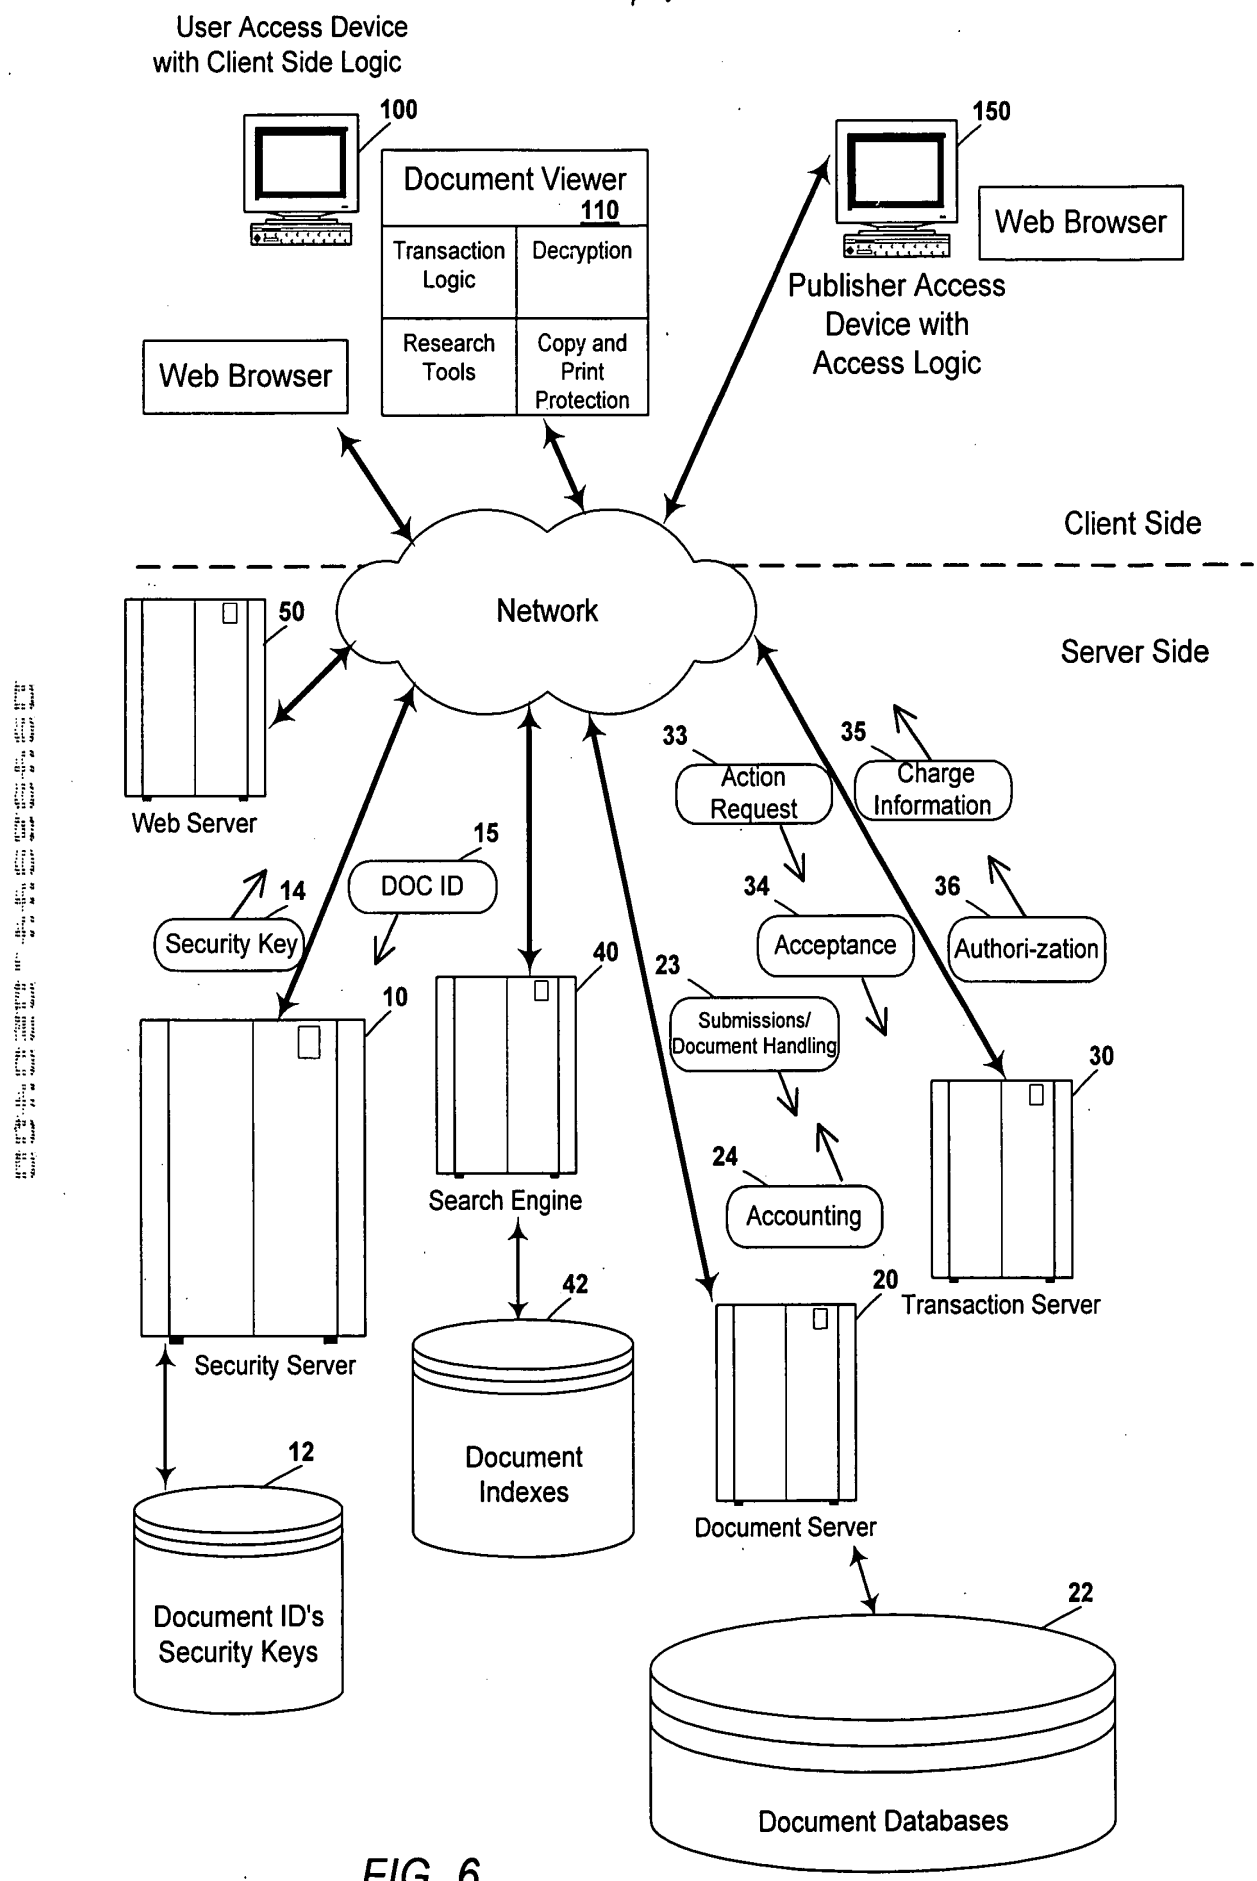 User Access Device
with Client Side Logic
100
150
Document Viewer
110
Transaction
Logic
Decryption
Research
Tools
Copy and
Print
Protection
Web Browser
Web Browser
Publisher Access
Device with
Access Logic
Client Side
Network
Server Side
50
Web Server
33
Action
Request
35
Charge
Information
15
DOC ID
14
Security Key
34
Acceptance
36
Authori-zation
40
23
Submissions/
Document Handling
10
30
24
Accounting
Search Engine
42
20
Transaction Server
Security Server
Document
Indexes
12
Document Server
Document ID's
Security Keys
22
Document Databases
FIG. 6